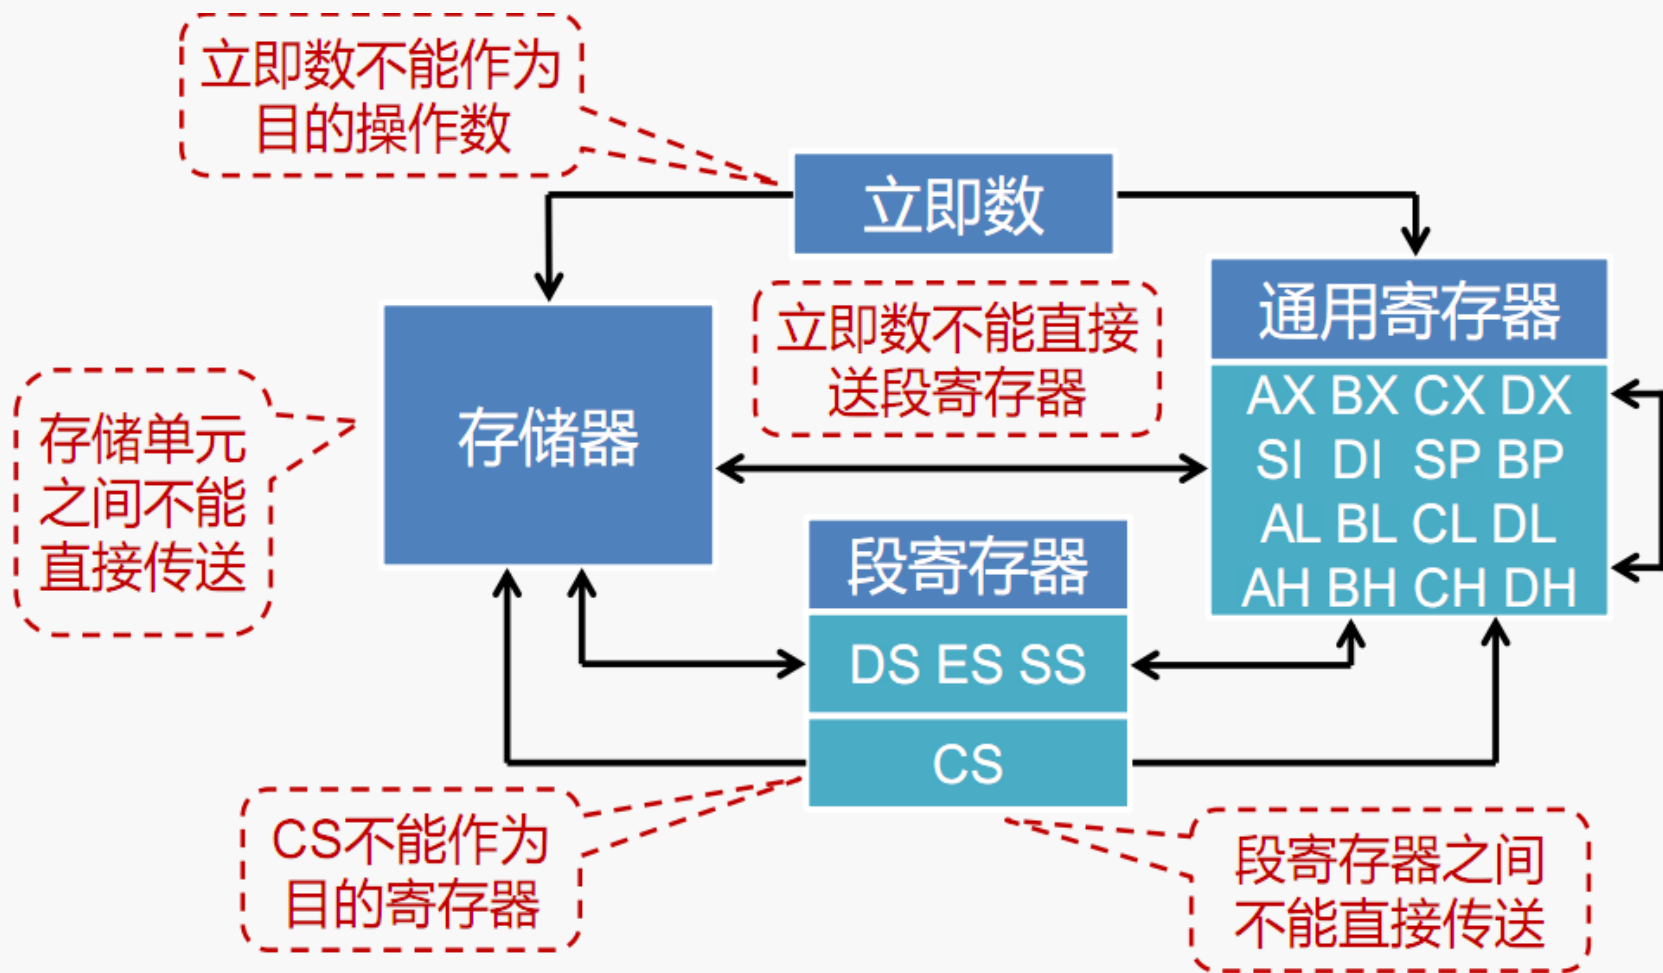 立即数不能作为
目的操作数
立即数
通用寄存器
AX BX CX DX
SI DI SP BP
AL BL CL DL
AH BH CH DH
立即数不能直接
送段寄存器
存储器
存储单元
之间不能
直接传送
段寄存器
DS ES SS
CS
CS不能作为
目的寄存器
段寄存器之间
不能直接传送